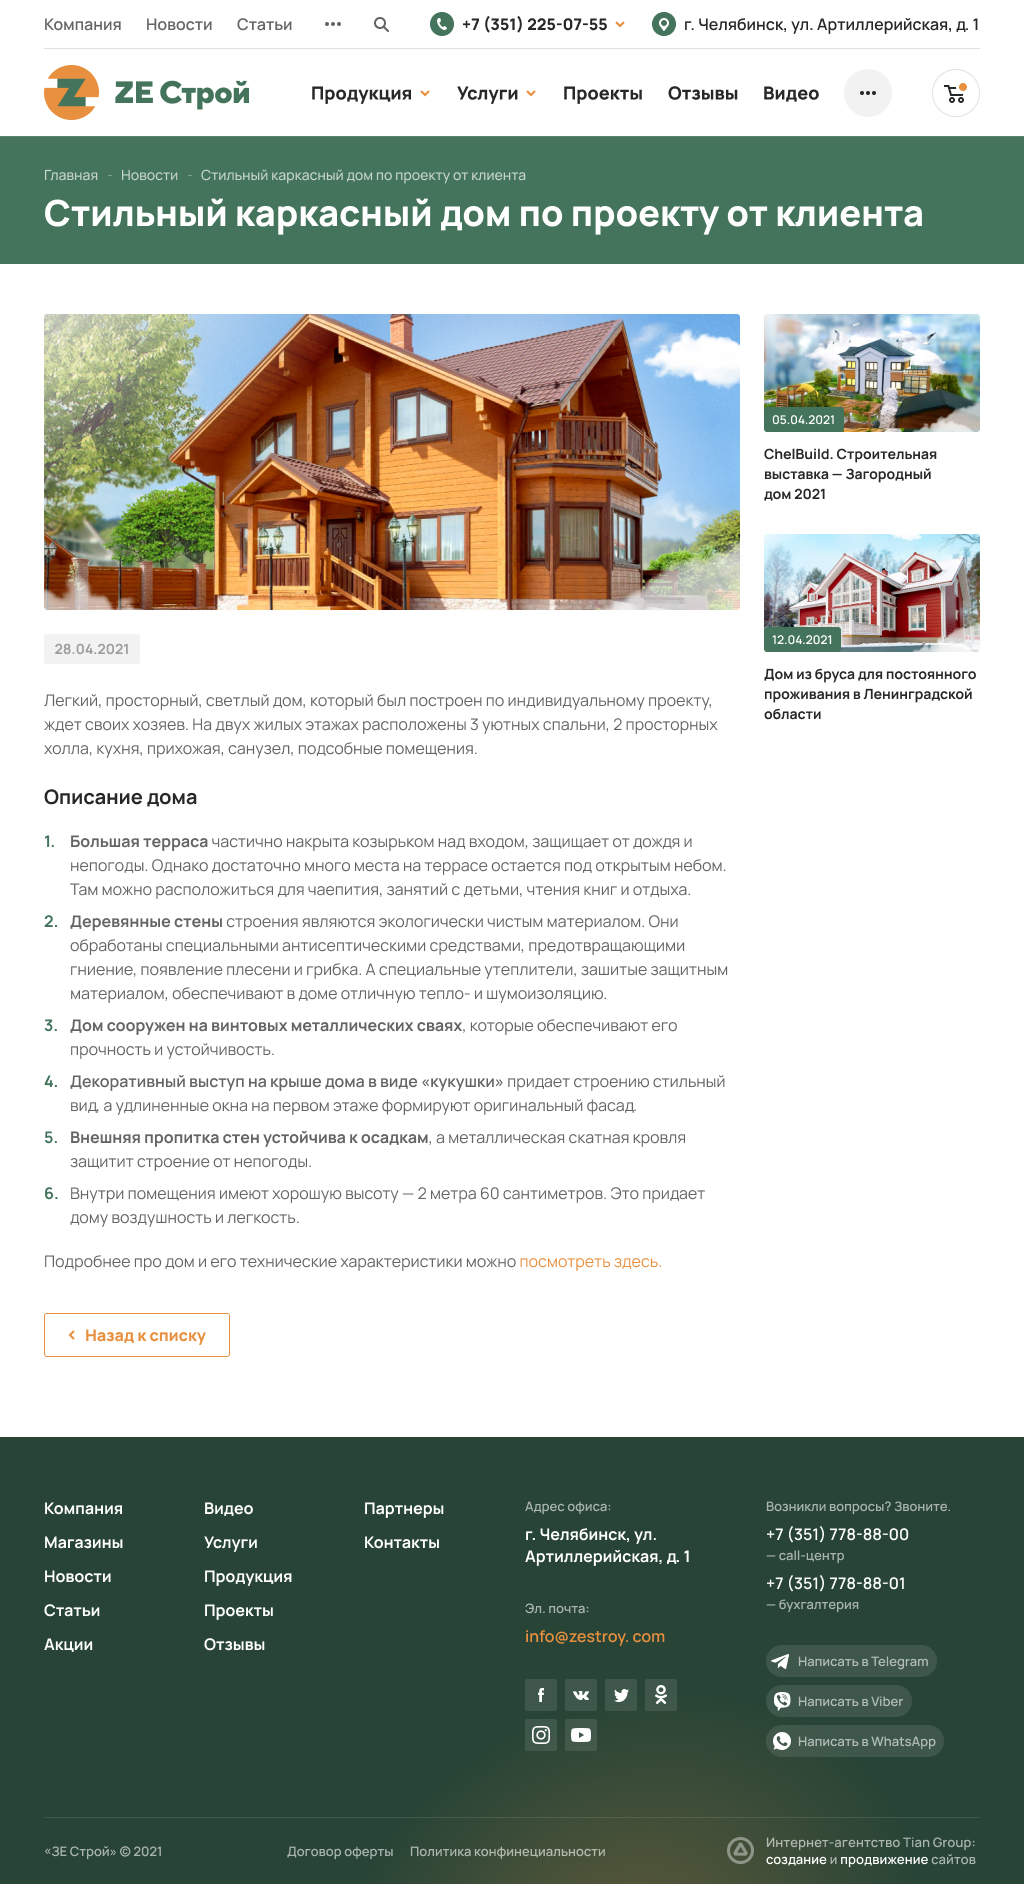 Компания Новости Статьи +7 (351) 225-07-55 г. Челябинск, ул. Артиллерийская, д. 1
ZE Строй Продукция Услуги Проекты Отзывы Видео
Главная - Новости - Стильный каркасный дом по проекту от клиента
Стильный каркасный дом по проекту от клиента
28.04.2021
Легкий, просторный, светлый дом, который был построен по индивидуальному проекту,
ждет своих хозяев. На двух жилых этажах расположены 3 уютных спальни, 2 просторных
холла, кухня, прихожая, санузел, подсобные помещения.
Описание дома
1. Большая терраса частично накрыта козырьком над входом, защищает от дождя и
непогоды. Однако достаточно много места на террасе остается под открытым небом.
Там можно расположиться для чаепития, занятий с детьми, чтения книг и отдыха.
2. Деревянные стены строения являются экологически чистым материалом. Они
обработаны специальными антисептическими средствами, предотвращающими
гниение, появление плесени и грибка. А специальные утеплители, зашитые защитным
материалом, обеспечивают в доме отличную тепло- и шумоизоляцию.
3. Дом сооружен на винтовых металлических сваях, которые обеспечивают его
прочность и устойчивость.
4. Декоративный выступ на крыше дома в виде «кукушки» придает строению стильный
вид, а удлиненные окна на первом этаже формируют оригинальный фасад.
5. Внешняя пропитка стен устойчива к осадкам, а металлическая скатная кровля
защитит строение от непогоды.
6. Внутри помещения имеют хорошую высоту — 2 метра 60 сантиметров. Это придает
дому воздушность и легкость.
Подробнее про дом и его технические характеристики можно посмотреть здесь.
Назад к списку
05.04.2021
ChelBuild. Строительная
выставка — Загородный
дом 2021
12.04.2021
Дом из бруса для постоянного
проживания в Ленинградской
области
Компания
Магазины
Новости
Статьи
Акции
Видео
Услуги
Продукция
Проекты
Отзывы
Партнеры
Контакты
Адрес офиса:
г. Челябинск, ул.
Артиллерийская, д. 1
Эл. почта:
info@zestroy. com
Возникли вопросы? Звоните.
+7 (351) 778-88-00
— call-центр
+7 (351) 778-88-01
— бухгалтерия
Написать в Telegram
Написать в Viber
Написать в WhatsApp
«ЗЕ Строй» © 2021 Договор оферты Политика конфинециальности
Интернет-агентство Tian Group:
создание и продвижение сайтов